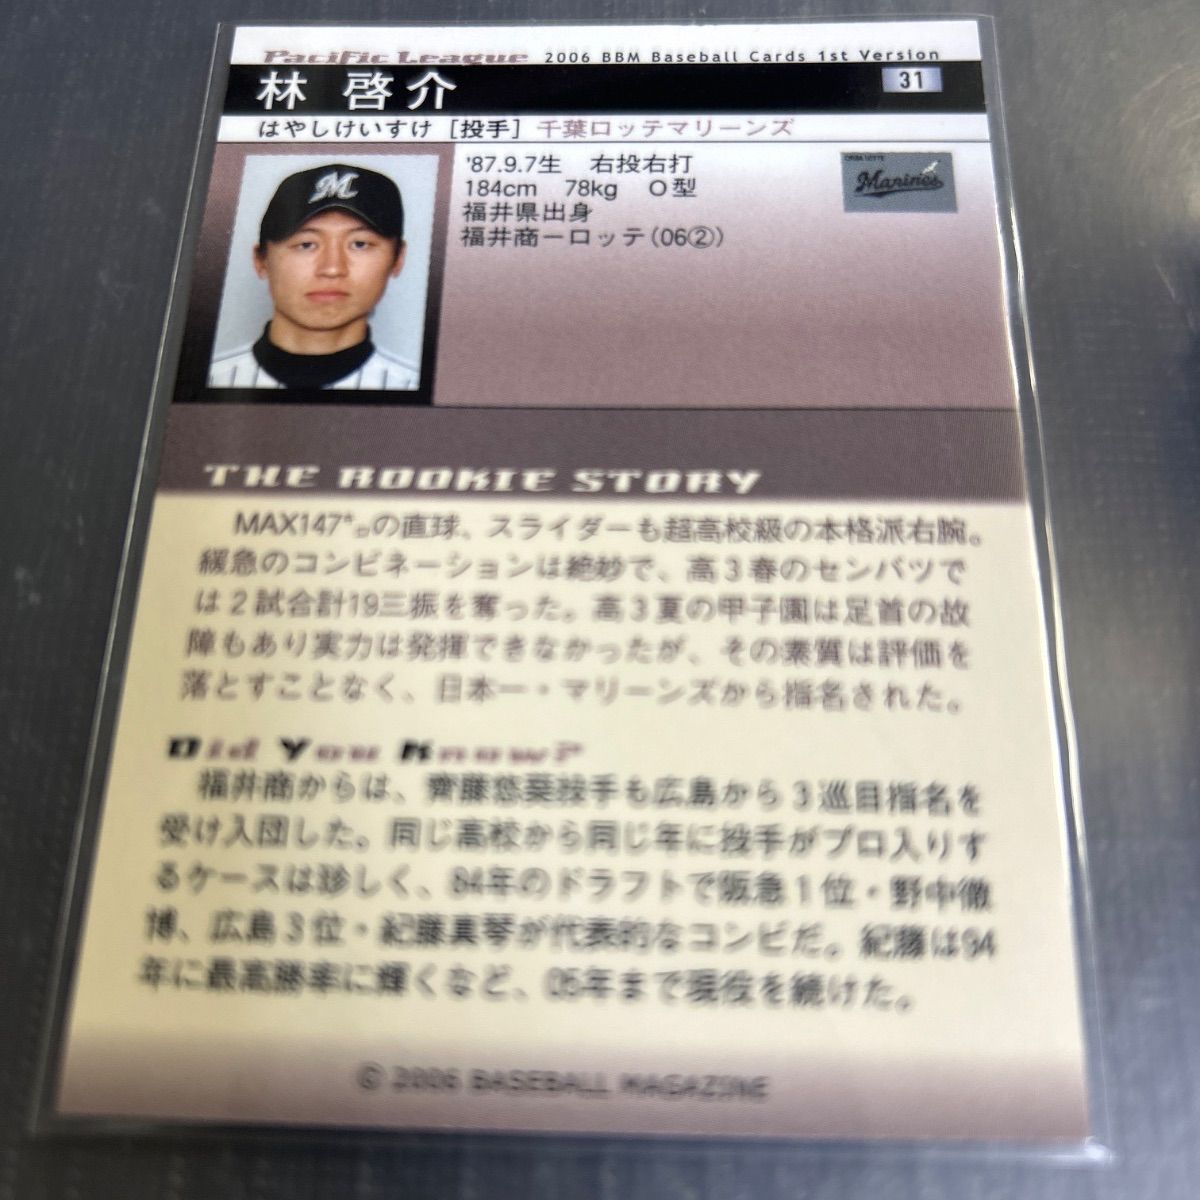 Pacific League 2006 BBM Baseball Cards 1st Version
林 啓介 31
はやしけいすけ [投手] 千葉ロッテマリーンズ
'87.9.7生 右投右打
184cm 78kg O型
福井県出身
福井商ーロッテ(06②)
CHIBA LOTTE
Marines
M
THE ROOKIE STORY
MAX147㌔の直球、スライダーも超高校級の本格派右腕。
緩急のコンビネーションは絶妙で、高3春のセンバツで
は2試合計19三振を奪った。高3夏の甲子園は足首の故
障もあり実力は発揮できなかったが、その素質は評価を
落とすことなく、日本一・マリーンズから指名された。
Did You Know?
福井商からは、齊藤悠葵投手も広島から3巡目指名を
受け入団した。同じ高校から同じ年に投手がプロ入りす
るケースは珍しく、84年のドラフトで阪急1位・野中徹
博、広島3位・紀藤真琴が代表的なコンビだ。紀藤は94
年に最高勝率に輝くなど、05年まで現役を続けた。
© 2006 BASEBALL MAGAZINE